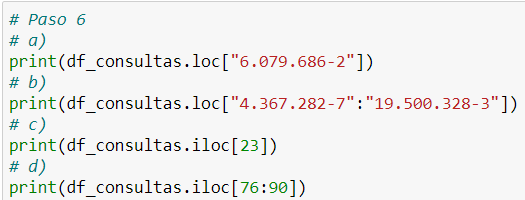 # Paso 6
# a)
print(df_consultas.loc["6.079.686-2"])
# b)
print(df_consultas.loc["4.367.282-7":"19.500.328-3"])
# c)
print(df_consultas.iloc[23])
# d)
print(df_consultas.iloc[76:90])